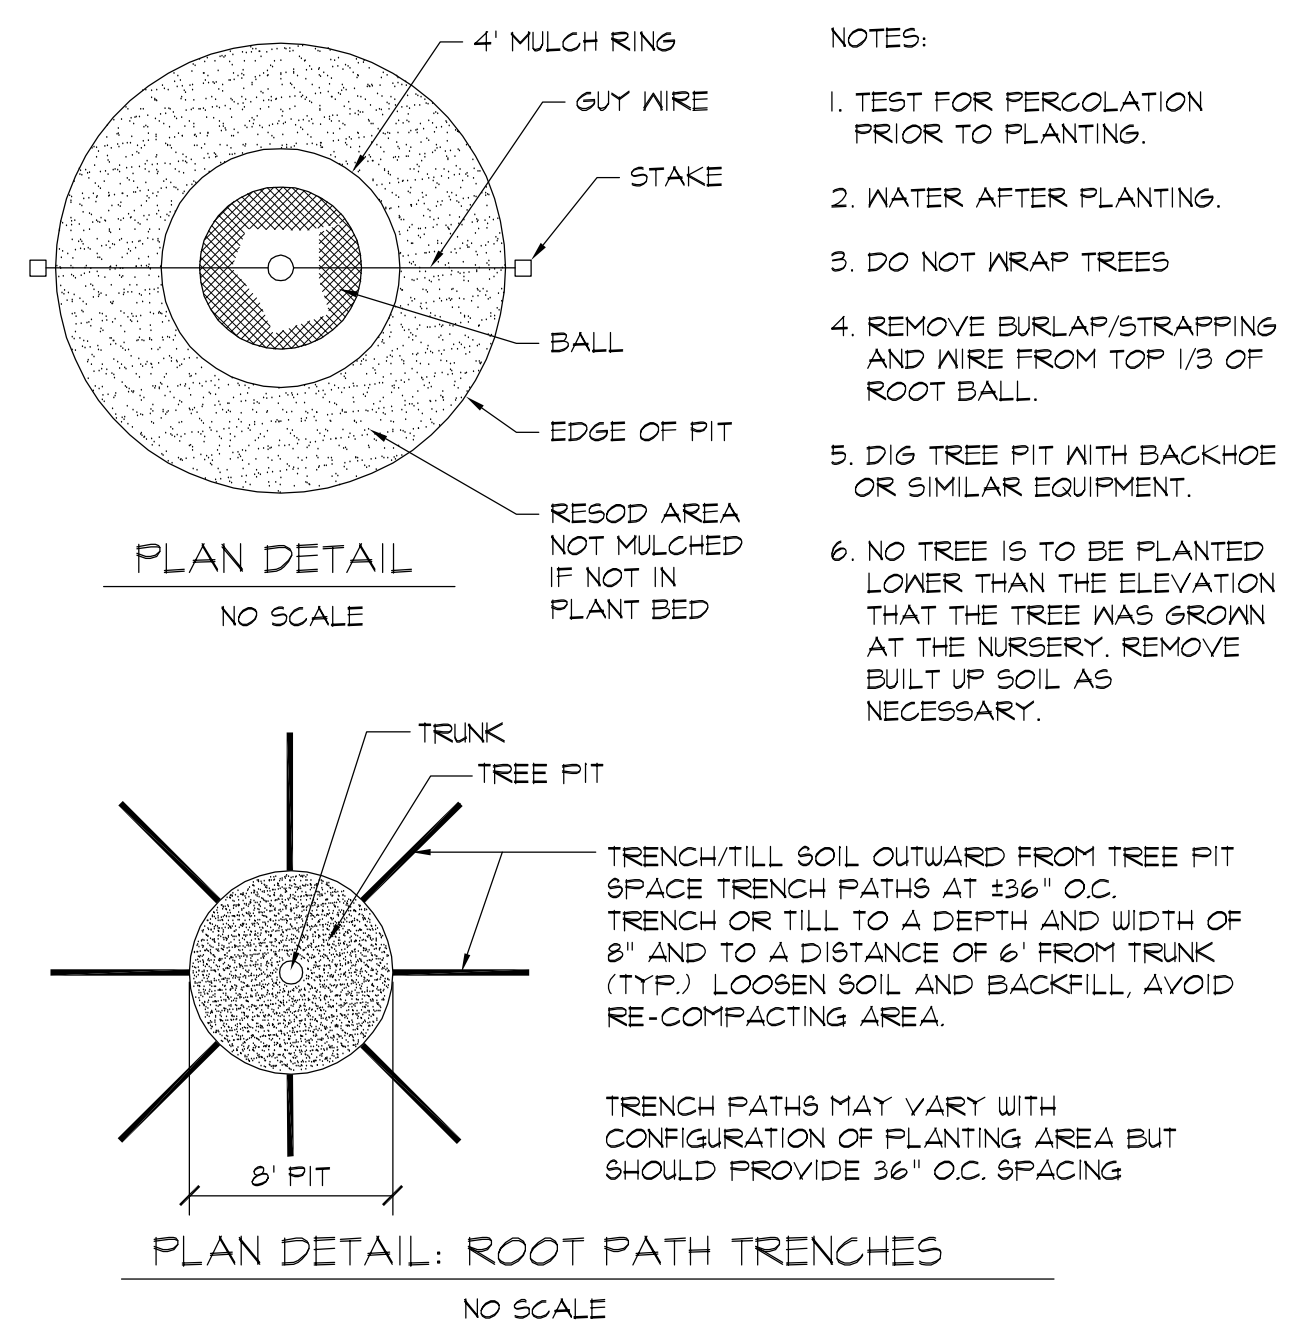 4' MULCH RING
GUY WIRE
STAKE
BALL
EDGE OF PIT
RESOD AREA
NOT MULCHED
IF NOT IN
PLANT BED
PLAN DETAIL
NO SCALE
NOTES:
1. TEST FOR PERCOLATION
PRIOR TO PLANTING.
2. WATER AFTER PLANTING.
3. DO NOT WRAP TREES
4. REMOVE BURLAP/STRAPPING
AND WIRE FROM TOP 1/3 OF
ROOT BALL.
5. DIG TREE PIT WITH BACKHOE
OR SIMILAR EQUIPMENT.
6. NO TREE IS TO BE PLANTED
LOWER THAN THE ELEVATION
THAT THE TREE WAS GROWN
AT THE NURSERY. REMOVE
BUILT UP SOIL AS
NECESSARY.
TRUNK
TREE PIT
TRENCH/TILL SOIL OUTWARD FROM TREE PIT
SPACE TRENCH PATHS AT ±36" O.C.
TRENCH OR TILL TO A DEPTH AND WIDTH OF
8" AND TO A DISTANCE OF 6' FROM TRUNK
(TYP.) LOOSEN SOIL AND BACKFILL, AVOID
RE-COMPACTING AREA.
TRENCH PATHS MAY VARY WITH
CONFIGURATION OF PLANTING AREA BUT
SHOULD PROVIDE 36" O.C. SPACING
8' PIT
PLAN DETAIL: ROOT PATH TRENCHES
NO SCALE